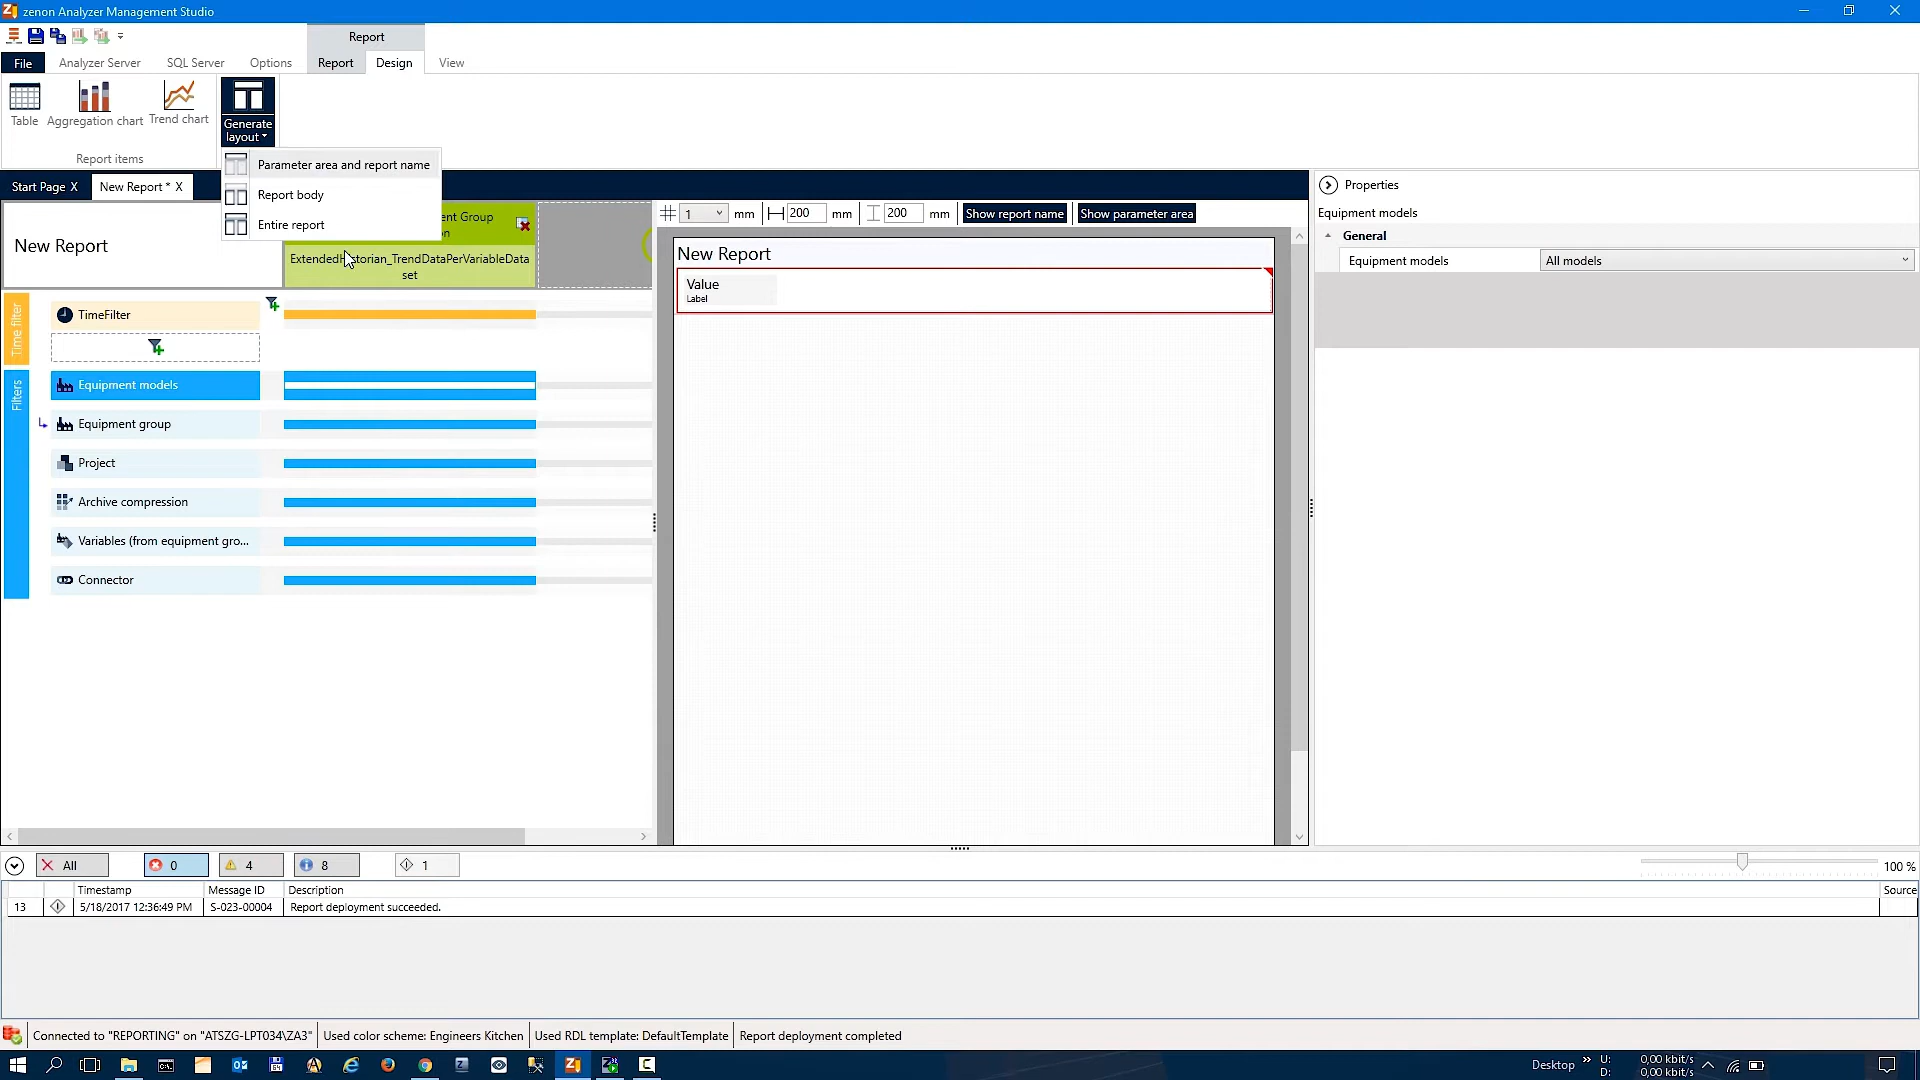 zenon Analyzer Management Studio
Report
File Analyzer Server SQL Server Options Report Design View
Table Aggregation chart Trend chart Generate layout
Report items
Parameter area and report name
Report body
Entire report
Start Page X New Report * X
New Report
ent Group
on
ExtendedHistorian_TrendDataPerVariableData
set
1 mm 200 mm 200 mm Show report name Show parameter area
New Report
Value
Label
Time filter
TimeFilter
Filters
Equipment models
Equipment group
Project
Archive compression
Variables (from equipment gro...
Connector
Properties
Equipment models
General
Equipment models All models
All 0 4 8 1
100 %
Timestamp Message ID Description Source
13 5/18/2017 12:36:49 PM S-023-00004 Report deployment succeeded.
Connected to "REPORTING" on "ATSZG-LPT034\ZA3" Used color scheme: Engineers Kitchen Used RDL template: DefaultTemplate Report deployment completed
Desktop U: 0,00 kbit/s
D: 0,00 kbit/s